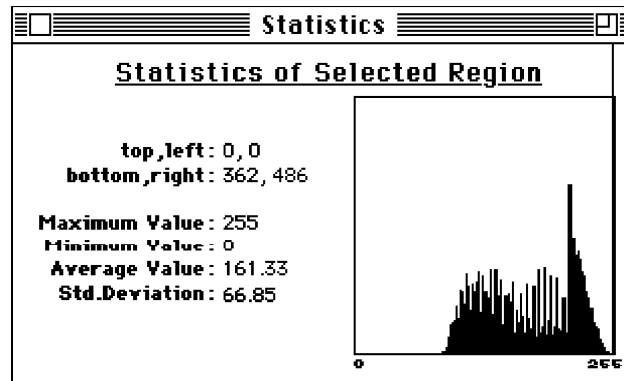 Statistics
Statistics of Selected Region
top,left: 0,0
bottom,right: 362,486
Maximum Value: 255
Minimum Value: 0
Average Value: 161.33
Std.Deviation: 66.85
0 255